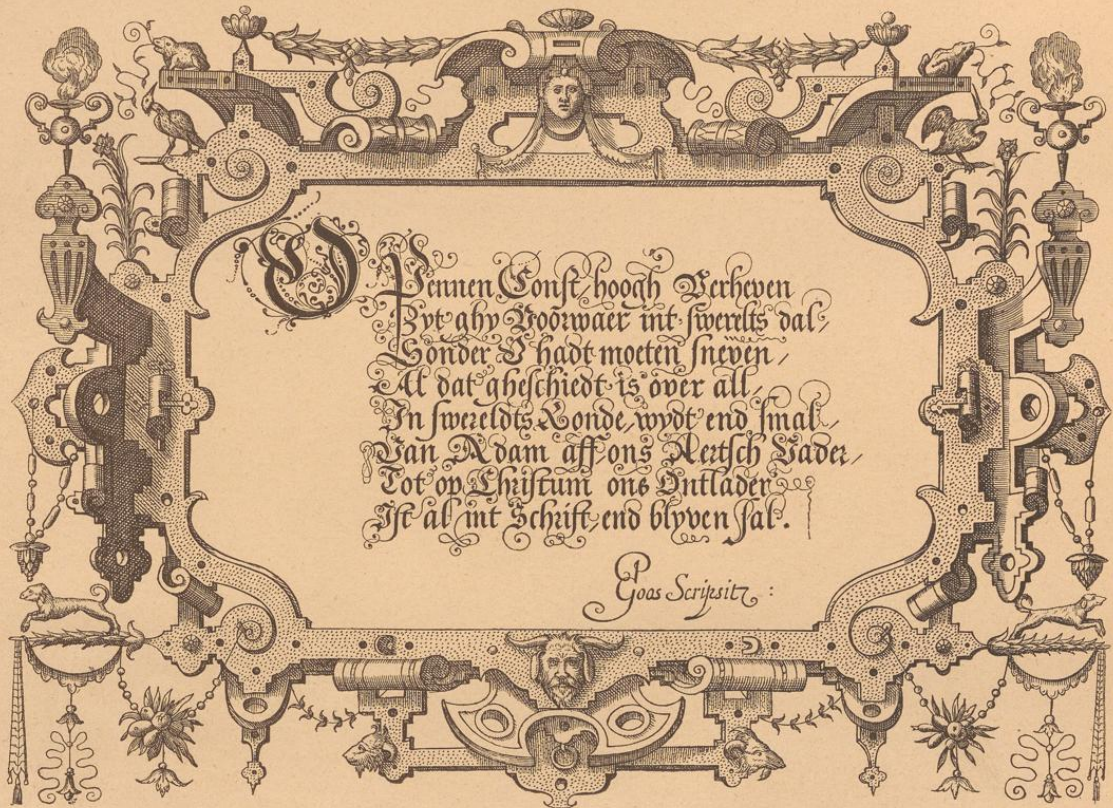 O Pennen Const, hoogh Verheven
Zyt ghy Voorwaer int swerelts dal,
Sonder V hadt moeten sneven,
Al dat gheschiedt is over all,
In swereldts Ronde, wydt end smal,
Van Adam aff ons Aertsch Vader,
Tot op Christum ons Ontlader
Ist al int Schrift, end blyven sal.
Goos Scripsit